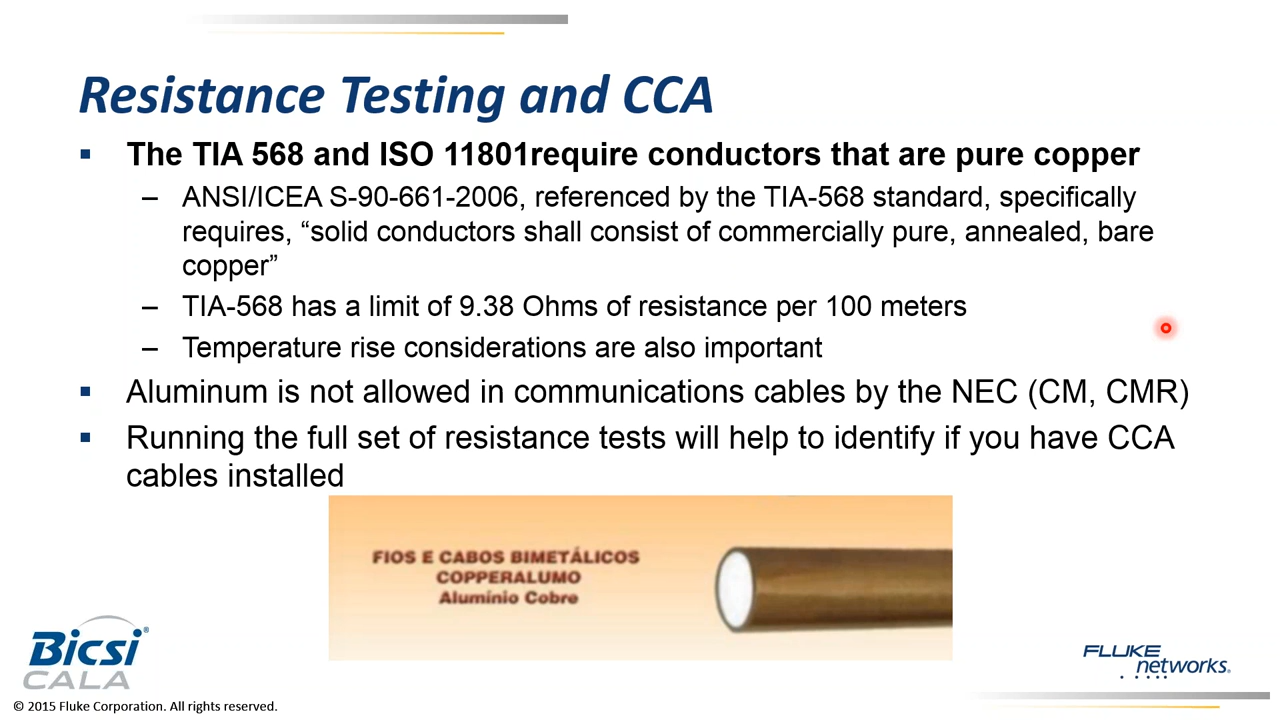 Resistance Testing and CCA
▪ The TIA 568 and ISO 11801require conductors that are pure copper
– ANSI/ICEA S-90-661-2006, referenced by the TIA-568 standard, specifically
requires, “solid conductors shall consist of commercially pure, annealed, bare
copper”
– TIA-568 has a limit of 9.38 Ohms of resistance per 100 meters
– Temperature rise considerations are also important
▪ Aluminum is not allowed in communications cables by the NEC (CM, CMR)
▪ Running the full set of resistance tests will help to identify if you have CCA
cables installed
FIOS E CABOS BIMETÁLICOS
COPPERALUMO
Alumínio Cobre
Bicsi®
CALA
FLUKE
networks®
© 2015 Fluke Corporation. All rights reserved.